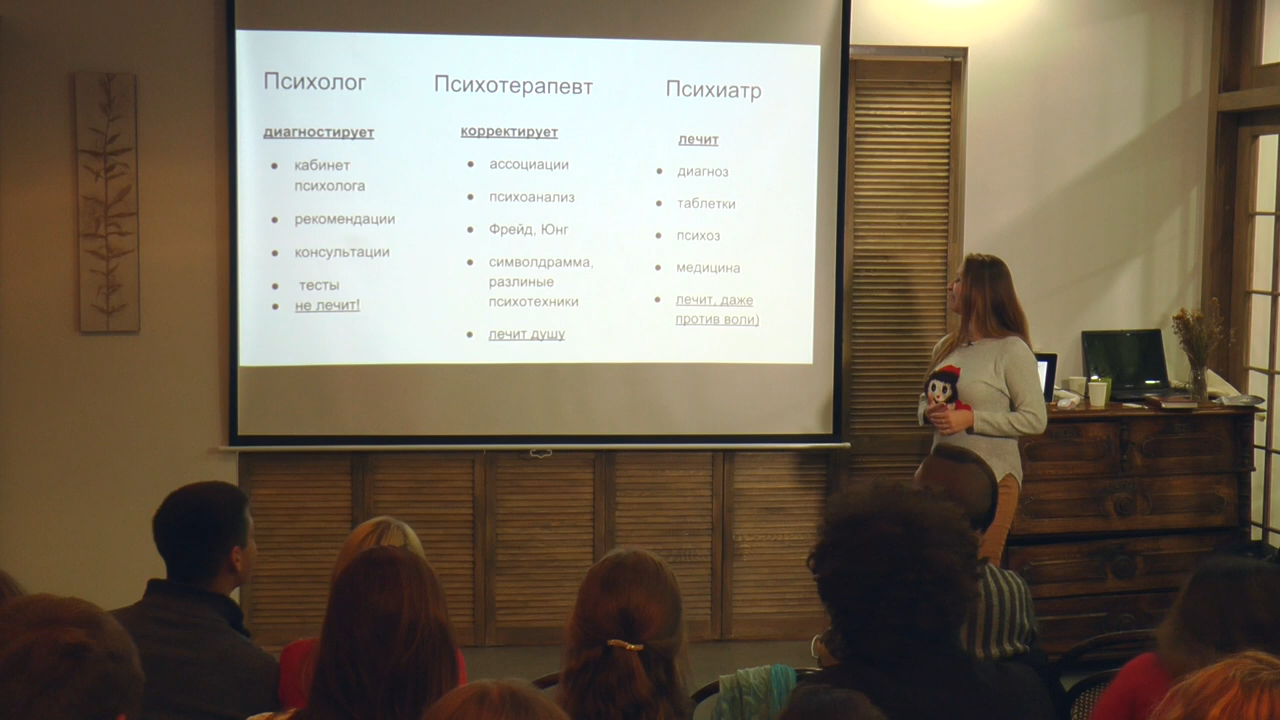 Психолог
диагностирует
кабинет
психолога
рекомендации
консультации
тесты
не лечит!
Психотерапевт
корректирует
ассоциации
психоанализ
Фрейд, Юнг
символдрамма,
разлиные
психотехники
лечит душу
Психиатр
лечит
диагноз
таблетки
психоз
медицина
лечит, даже
против воли)